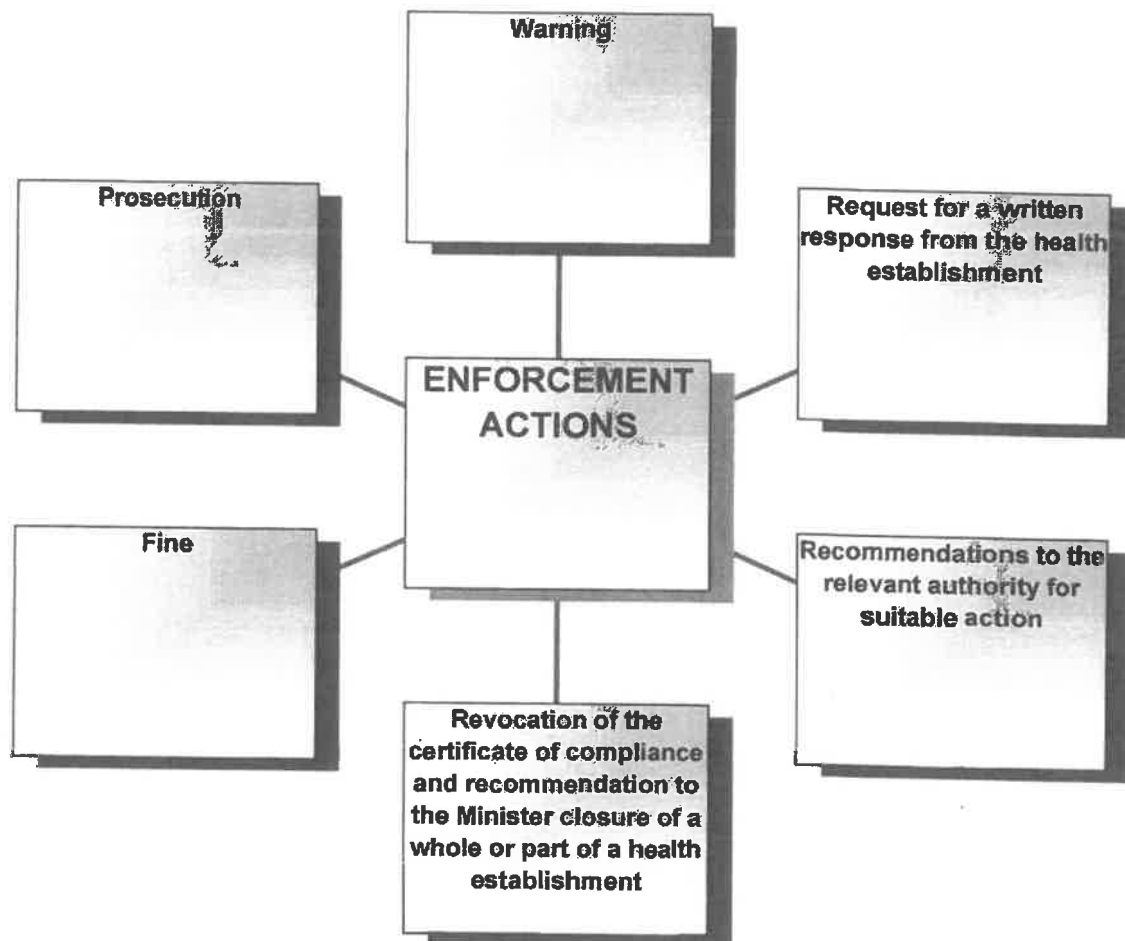 Warning
Prosecution
Request for a written
response from the health
establishment
ENFORCEMENT
ACTIONS
Fine
Recommendations to the
relevant authority for
suitable action
Revocation of the
certificate of compliance
and recommendation to
the Minister closure of a
whole or part of a health
establishment